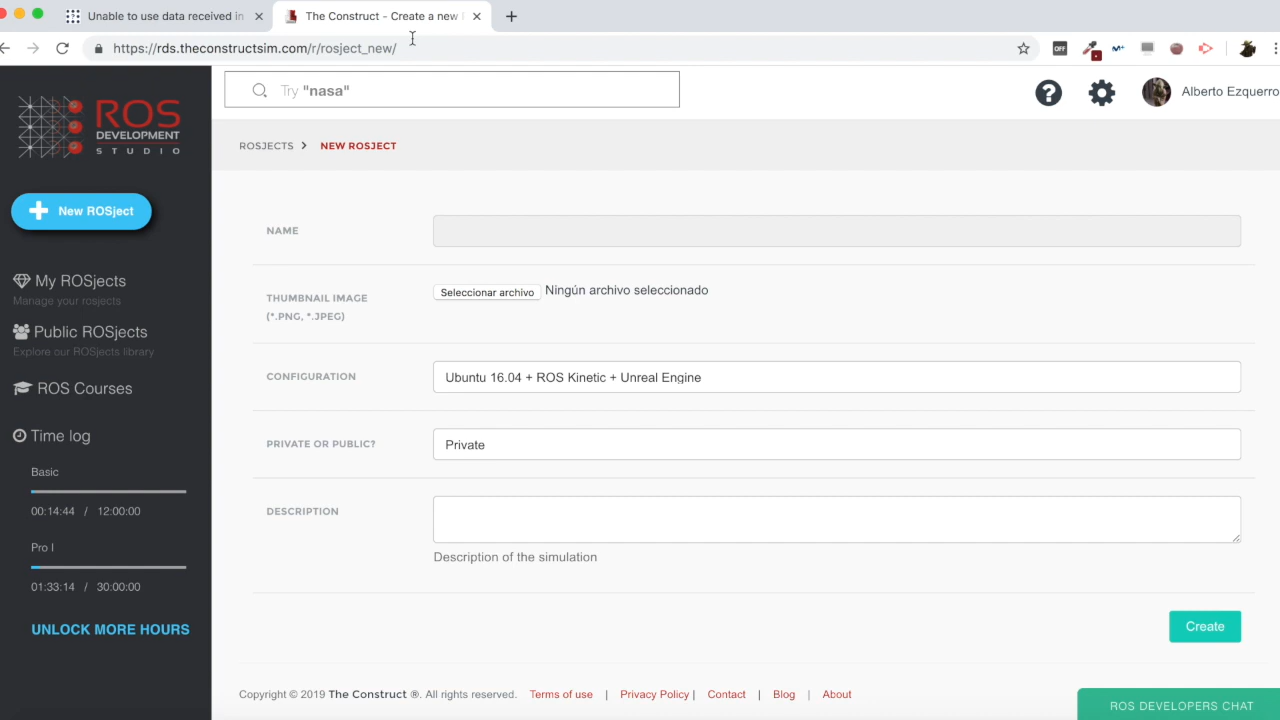 Unable to use data received in
The Construct - Create a new
https://rds.theconstructsim.com/r/rosject_new/
OFF
ROS
DEVELOPMENT
STUDIO
Try "nasa"
Alberto Ezquerro
ROSJECTS > NEW ROSJECT
New ROSject
My ROSjects
Manage your rosjects
Public ROSjects
Explore our ROSjects library
ROS Courses
Time log
Basic
00:14:44 / 12:00:00
Pro I
01:33:14 / 30:00:00
UNLOCK MORE HOURS
NAME
THUMBNAIL IMAGE
(*.PNG, *.JPEG)
Seleccionar archivo Ningún archivo seleccionado
CONFIGURATION
Ubuntu 16.04 + ROS Kinetic + Unreal Engine
PRIVATE OR PUBLIC?
Private
DESCRIPTION
Description of the simulation
Create
Copyright © 2019 The Construct ®. All rights reserved. Terms of use | Privacy Policy | Contact | Blog | About
ROS DEVELOPERS CHAT